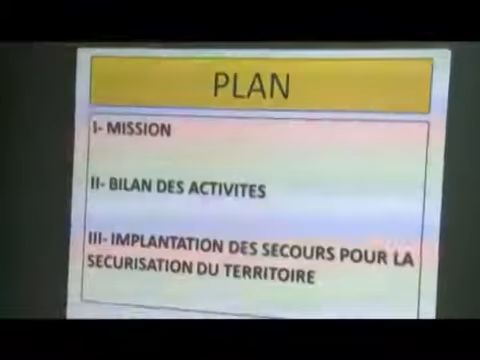 PLAN
I- MISSION
II- BILAN DES ACTIVITES
III- IMPLANTATION DES SECOURS POUR LA
SECURISATION DU TERRITOIRE